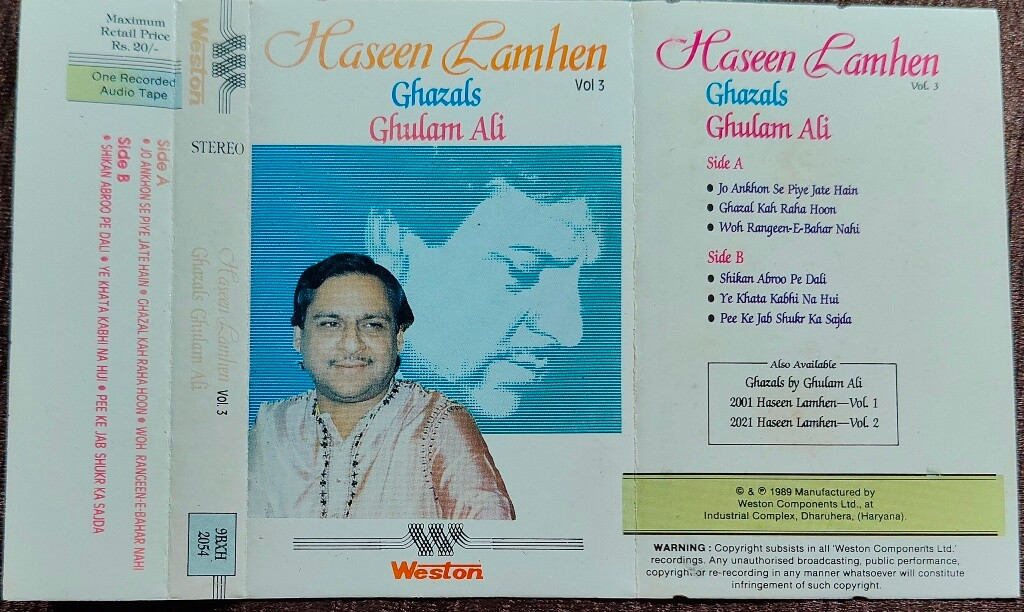 Maximum
Retail Price
Rs. 20/-
One Recorded
Audio Tape
Side A
• JO ANKHON SE PIYE JATE HAIN • GHAZAL KAH RAHA HOON • WOH RANGEEN-E-BAHAR NAHI
Side B
• SHIKAN ABROO PE DALI • YE KHATA KABHI NA HUI • PEE KE JAB SHUKR KA SAJDA
Weston
STEREO
Haseen Lamhen
Ghazals Ghulam Ali Vol. 3
9BXH
2054
Haseen Lamhen
Vol 3
Ghazals
Ghulam Ali
Weston
Haseen Lamhen
Vol. 3
Ghazals
Ghulam Ali
Side A
• Jo Ankhon Se Piye Jate Hain
• Ghazal Kah Raha Hoon
• Woh Rangeen-E-Bahar Nahi
Side B
• Shikan Abroo Pe Dali
• Ye Khata Kabhi Na Hui
• Pee Ke Jab Shukr Ka Sajda
Also Available
Ghazals by Ghulam Ali
2001 Haseen Lamhen—Vol. 1
2021 Haseen Lamhen—Vol. 2
© & ℗ 1989 Manufactured by
Weston Components Ltd., at
Industrial Complex, Dharuhera, (Haryana).
WARNING : Copyright subsists in all 'Weston Components Ltd.'
recordings. Any unauthorised broadcasting, public performance,
copyright or re-recording in any manner whatsoever will constitute
infringement of such copyright.